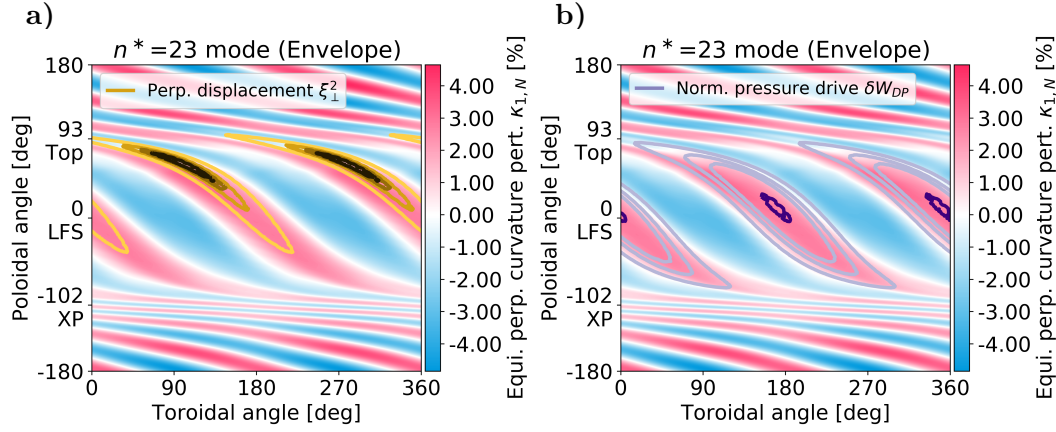 a)
n*=23 mode (Envelope)
Perp. displacement ξ²⊥
180
93
Top
0
LFS
-102
XP
-180
Poloidal angle [deg]
0 90 180 270 360
Toroidal angle [deg]
4.00
3.00
2.00
1.00
0.00
-1.00
-2.00
-3.00
-4.00
Equi. perp. curvature pert. κ1,N [%]
b)
n*=23 mode (Envelope)
Norm. pressure drive δWDP
180
93
Top
0
LFS
-102
XP
-180
Poloidal angle [deg]
0 90 180 270 360
Toroidal angle [deg]
4.00
3.00
2.00
1.00
0.00
-1.00
-2.00
-3.00
-4.00
Equi. perp. curvature pert. κ1,N [%]